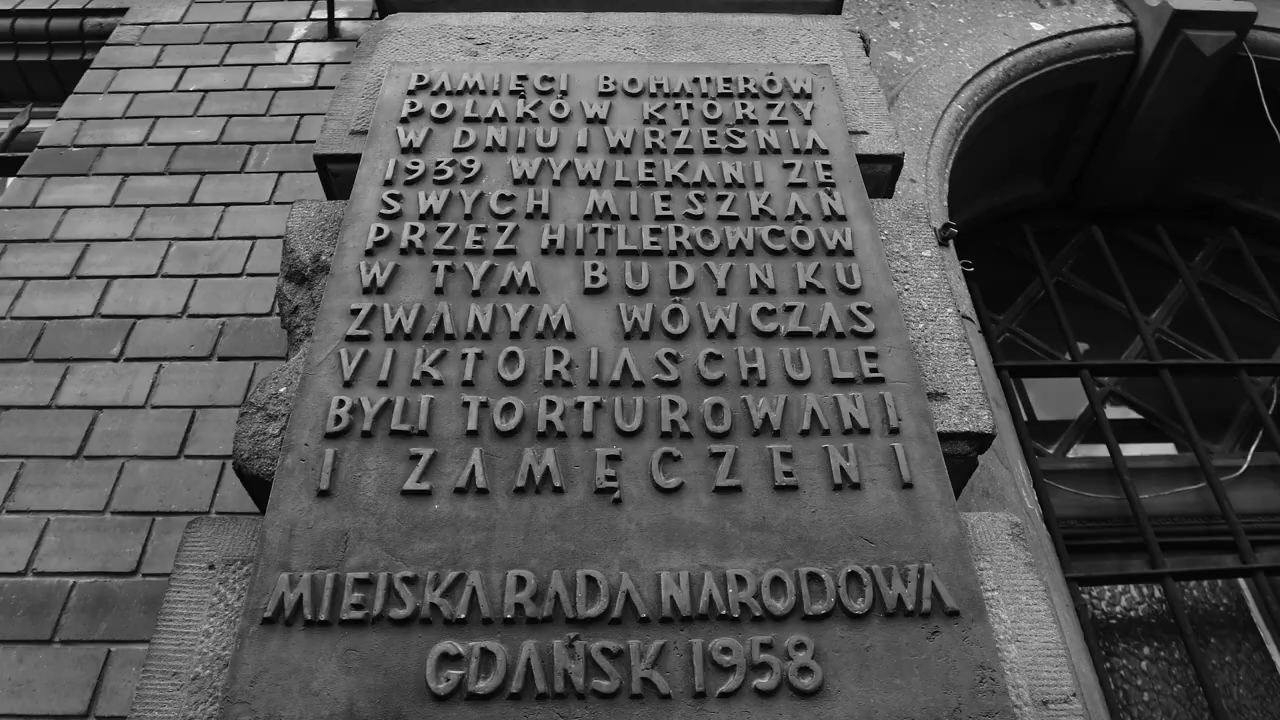 PAMIĘCI BOHATERÓW
POLAKÓW KTÓRZY
W DNIU 1 WRZEŚNIA
1939 WYWLEKANI ZE
SWYCH MIESZKAŃ
PRZEZ HITLEROWCÓW
W TYM BUDYNKU
ZWANYM WÓWCZAS
VIKTORIASCHULE
BYLI TORTUROWANI
I ZAMĘCZENI
MIEJSKA RADA NARODOWA
GDAŃSK 1958